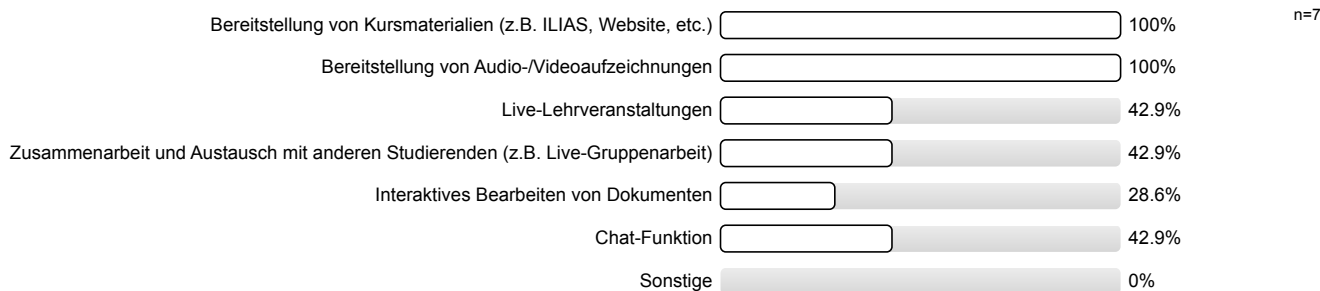 Bereitstellung von Kursmaterialien (z.B. ILIAS, Website, etc.) 100% n=7
Bereitstellung von Audio-/Videoaufzeichnungen 100%
Live-Lehrveranstaltungen 42.9%
Zusammenarbeit und Austausch mit anderen Studierenden (z.B. Live-Gruppenarbeit) 42.9%
Interaktives Bearbeiten von Dokumenten 28.6%
Chat-Funktion 42.9%
Sonstige 0%